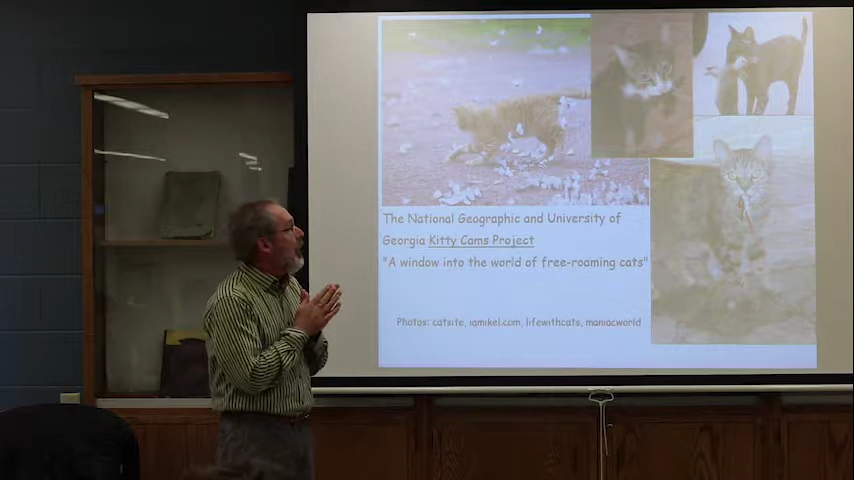 The National Geographic and University of
Georgia Kitty Cams Project
"A window into the world of free-roaming cats"
Photos: catsite, iqmikel.com, lifewithcats, maniacworld